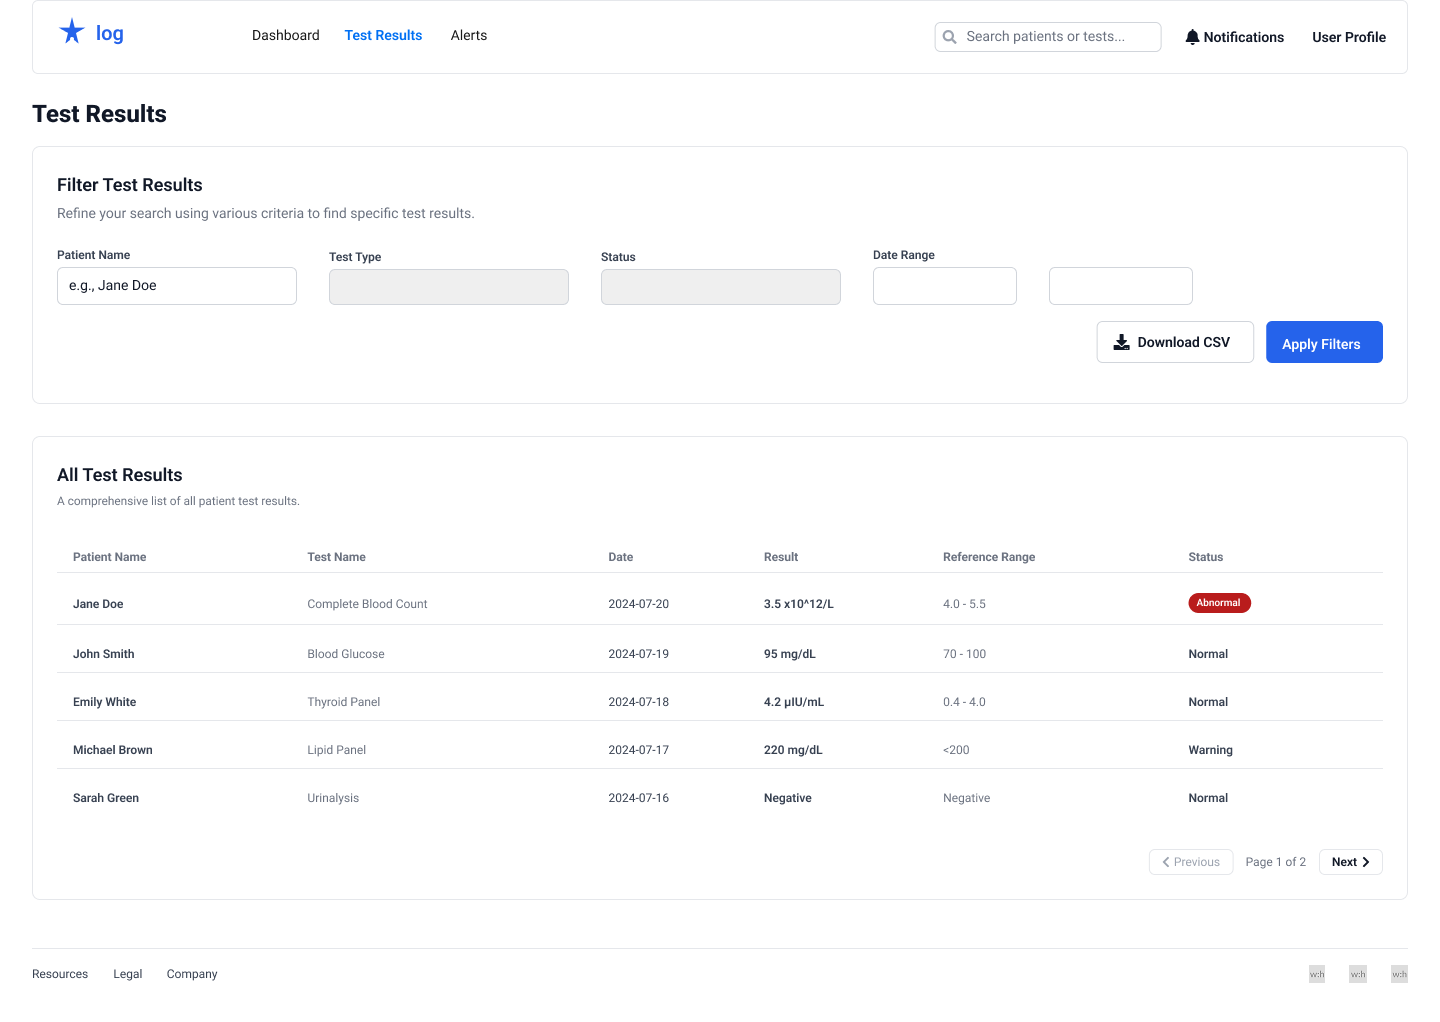 log
Dashboard
Test Results
Alerts
Search patients or tests...
Notifications
User Profile
Test Results
Filter Test Results
Refine your search using various criteria to find specific test results.
Patient Name
Test Type
Status
Date Range
e.g., Jane Doe
Download CSV
Apply Filters
All Test Results
A comprehensive list of all patient test results.
Patient Name Test Name Date Result Reference Range Status
Jane Doe Complete Blood Count 2024-07-20 3.5 x10^12/L 4.0 - 5.5 Abnormal
John Smith Blood Glucose 2024-07-19 95 mg/dL 70 - 100 Normal
Emily White Thyroid Panel 2024-07-18 4.2 µIU/mL 0.4 - 4.0 Normal
Michael Brown Lipid Panel 2024-07-17 220 mg/dL <200 Warning
Sarah Green Urinalysis 2024-07-16 Negative Negative Normal
Previous
Page 1 of 2
Next
Resources
Legal
Company
w:h
w:h
w:h